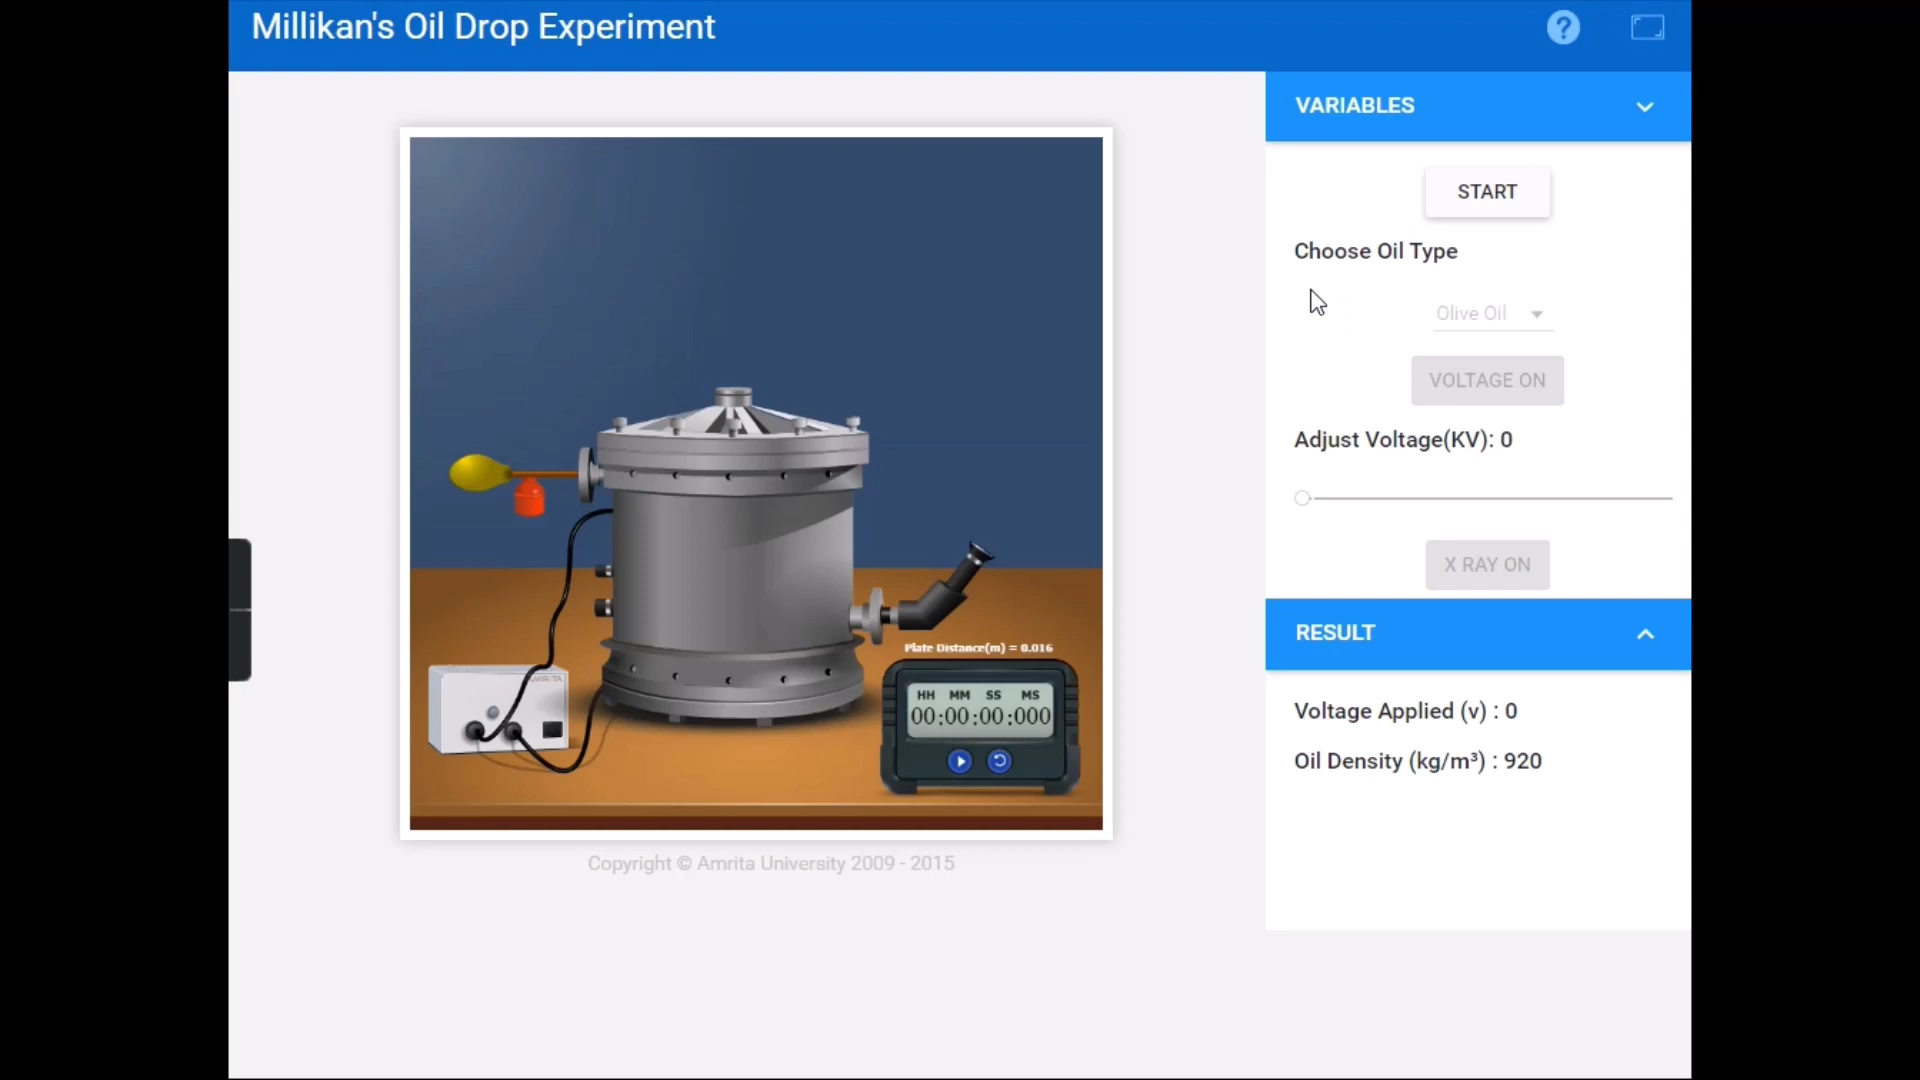 Millikan's Oil Drop Experiment
?
VARIABLES
START
Choose Oil Type
Olive Oil
VOLTAGE ON
Adjust Voltage(KV): 0
X RAY ON
Plate Distance(m) = 0.016
HH MM SS MS
00:00:00:000
RESULT
Voltage Applied (v) : 0
Oil Density (kg/m³) : 920
Copyright © Amrita University 2009 - 2015